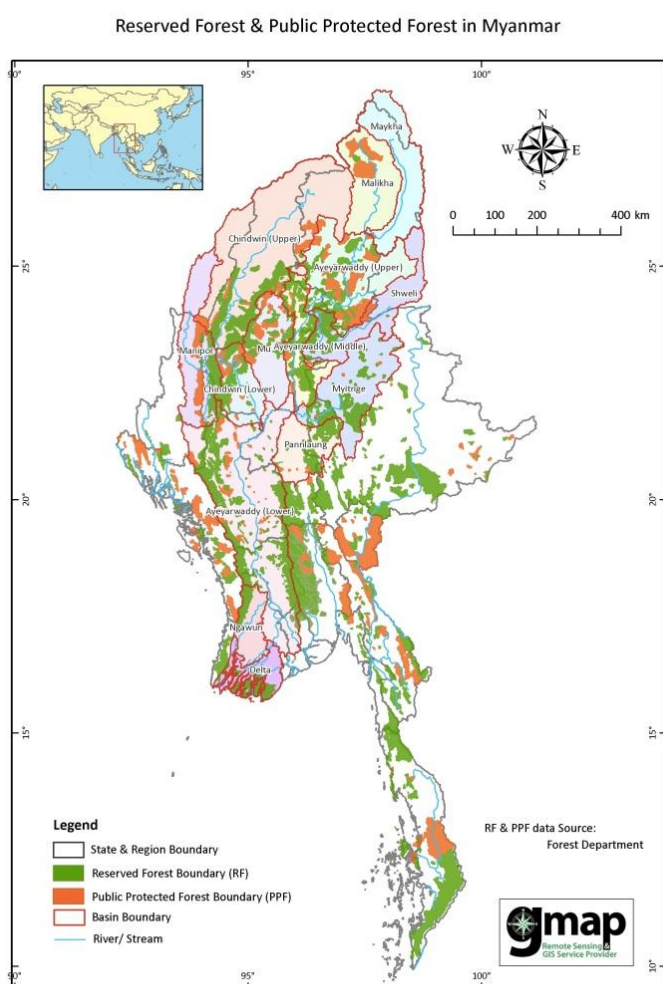 Reserved Forest & Public Protected Forest in Myanmar
90°
95°
100°
N
W
E
S
0 100 200 400 km
Maykha
Malikha
Chindwin (Upper)
Ayeyarwaddy (Upper)
25°
25°
Shweli
Manipor
Mu
Ayeyarwaddy (Middle)
Chindwin (Lower)
Myitnge
Pannlaung
20°
20°
Ayeyarwaddy (Lower)
Ngawun
Delta
15°
15°
Legend
State & Region Boundary
Reserved Forest Boundary (RF)
Public Protected Forest Boundary (PPF)
Basin Boundary
River/ Stream
RF & PPF data Source:
Forest Department
gmap
Remote Sensing &
GIS Service Provider
10°
90°
95°
100°